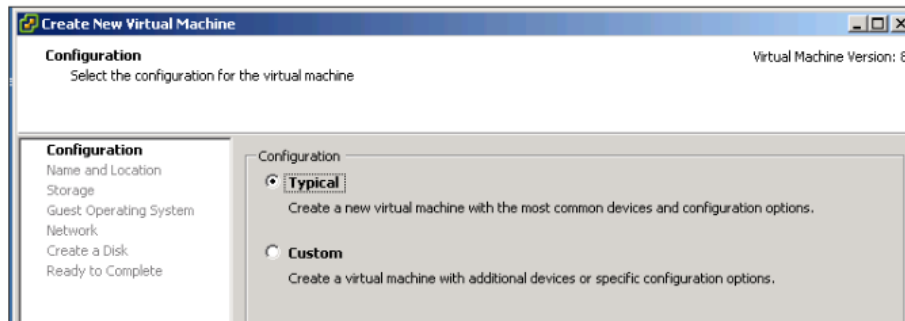 Create New Virtual Machine
Configuration
Select the configuration for the virtual machine
Virtual Machine Version: 8
Configuration
Name and Location
Storage
Guest Operating System
Network
Create a Disk
Ready to Complete
Configuration
Typical
Create a new virtual machine with the most common devices and configuration options.
Custom
Create a virtual machine with additional devices or specific configuration options.